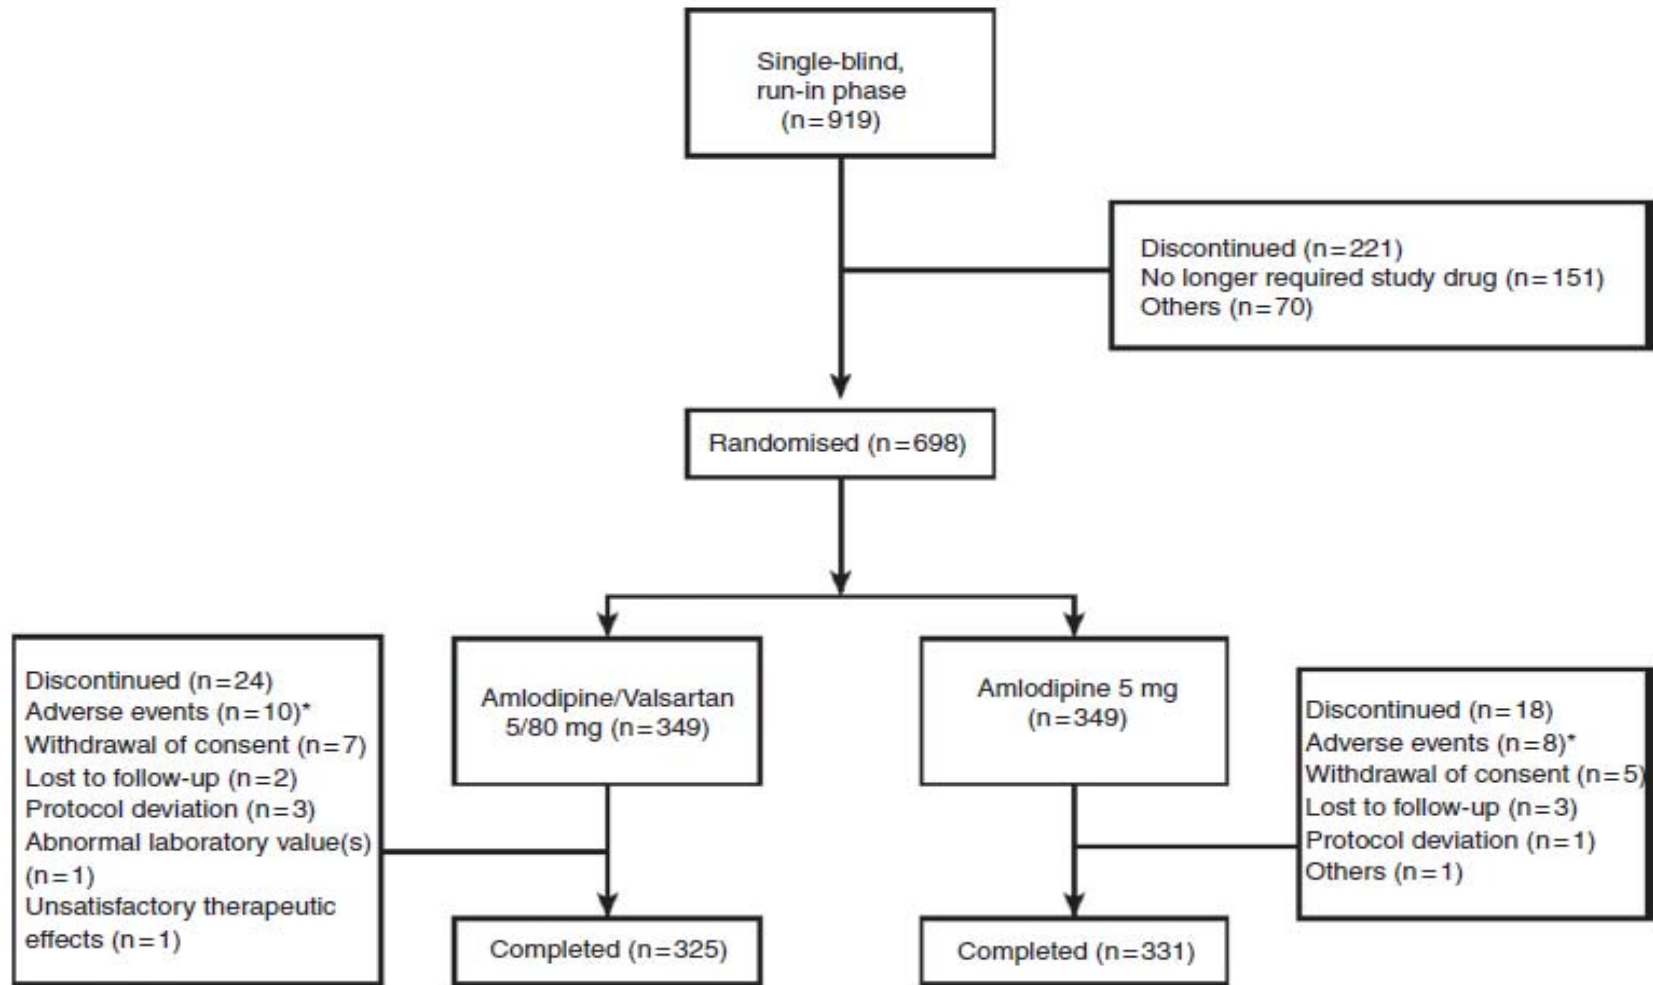 Single-blind,
run-in phase
(n=919)
Discontinued (n=221)
No longer required study drug (n=151)
Others (n=70)
Randomised (n=698)
Discontinued (n=24)
Adverse events (n=10)*
Withdrawal of consent (n=7)
Lost to follow-up (n=2)
Protocol deviation (n=3)
Abnormal laboratory value(s)
(n=1)
Unsatisfactory therapeutic
effects (n=1)
Amlodipine/Valsartan
5/80 mg (n=349)
Amlodipine 5 mg
(n=349)
Discontinued (n=18)
Adverse events (n=8)*
Withdrawal of consent (n=5)
Lost to follow-up (n=3)
Protocol deviation (n=1)
Others (n=1)
Completed (n=325)
Completed (n=331)